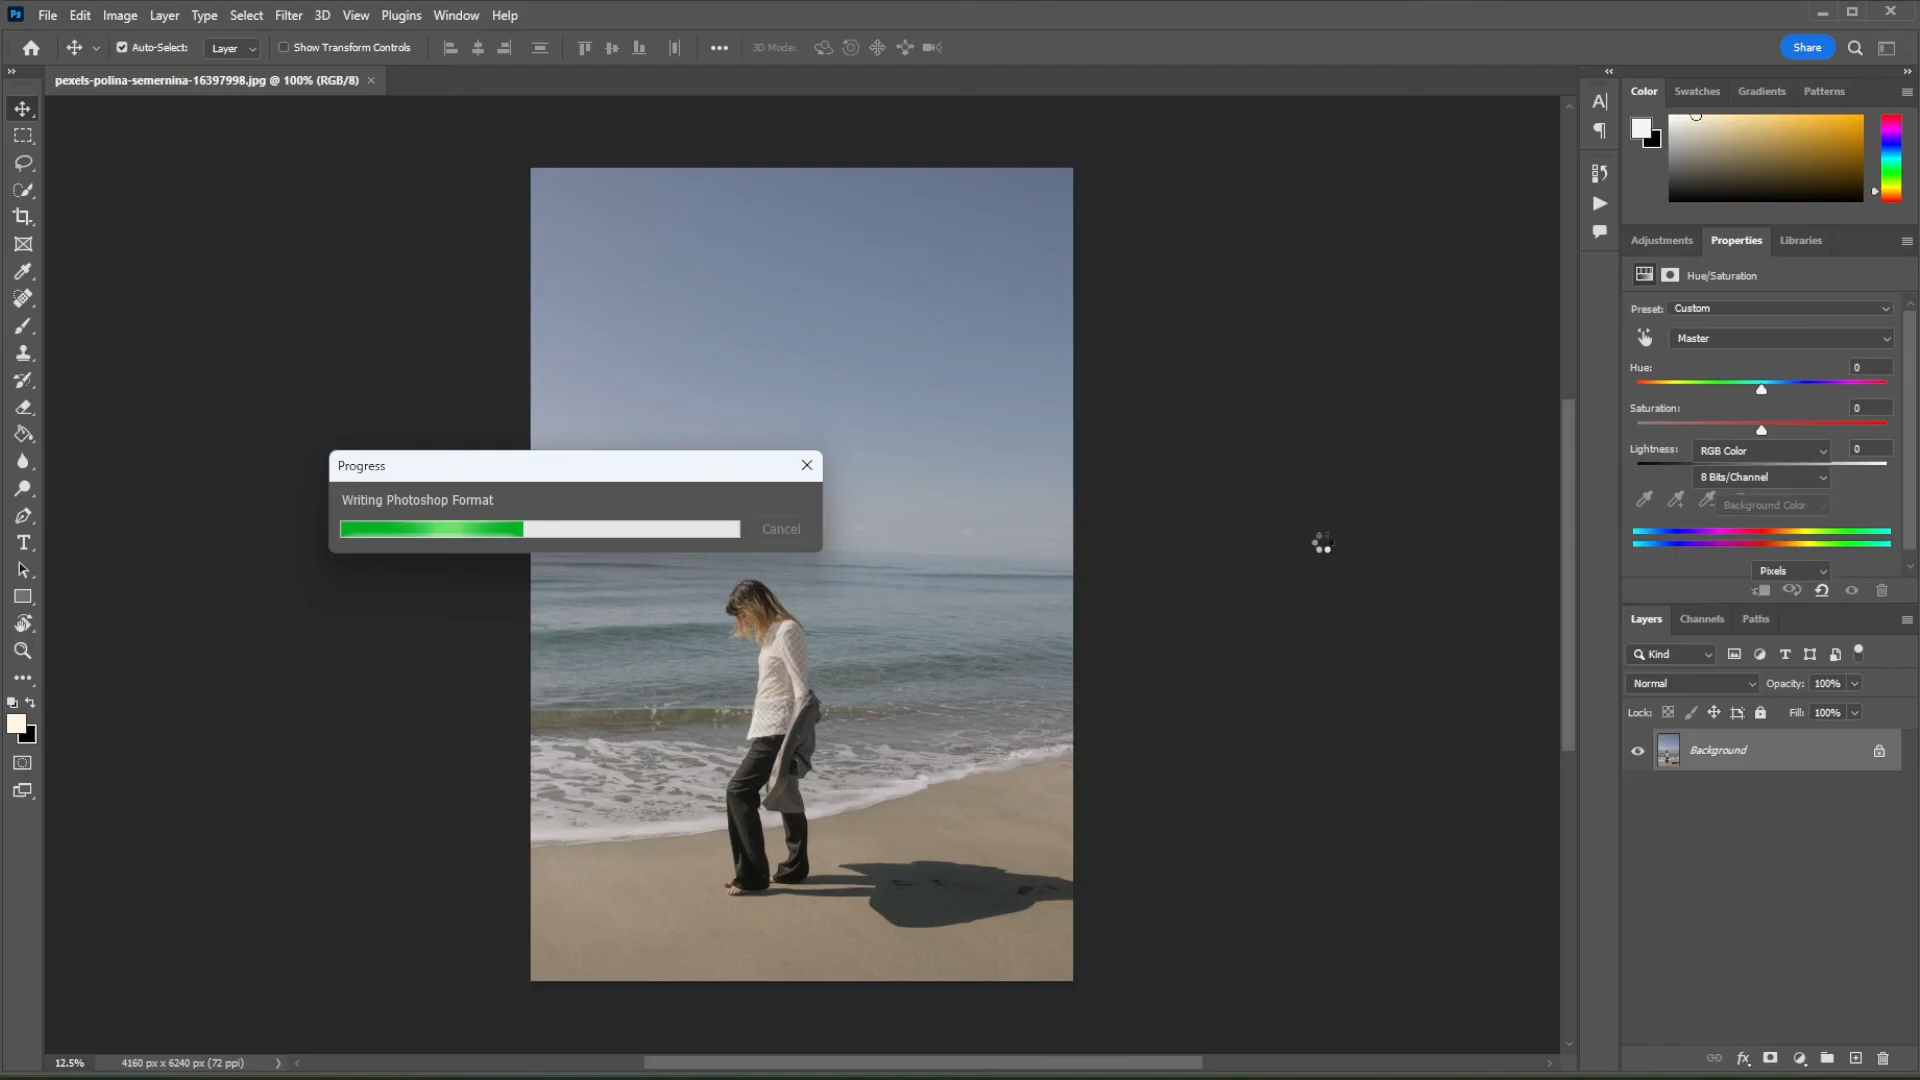 Ps File Edit Image Layer Type Select Filter 3D View Plugins Window Help
Auto-Select: Layer Show Transform Controls 3D Mode: Share
pexels-polina-semernina-16397998.jpg @ 100% (RGB/8)
Color Swatches Gradients Patterns
Adjustments Properties Libraries
Hue/Saturation
Preset: Custom
Master
Hue: 0
Saturation: 0
Lightness: RGB Color 0
8 Bits/Channel
Background Color
Pixels
Progress
Writing Photoshop Format
Cancel
Layers Channels Paths
Kind
Normal Opacity: 100%
Lock: Fill: 100%
Background
12.5% 4160 px x 6240 px (72 ppi)